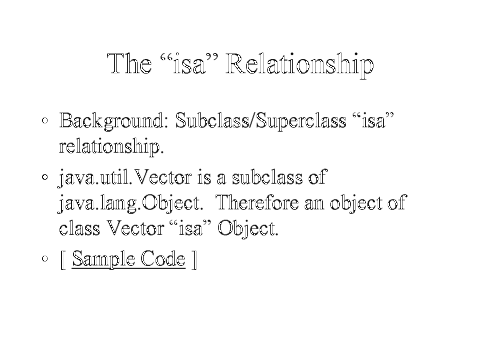 The “isa” Relationship
◦ Background: Subclass/Superclass “isa”
relationship.
◦ java.util.Vector is a subclass of
java.lang.Object.  Therefore an object of
class Vector “isa” Object.
◦ [ Sample Code ]